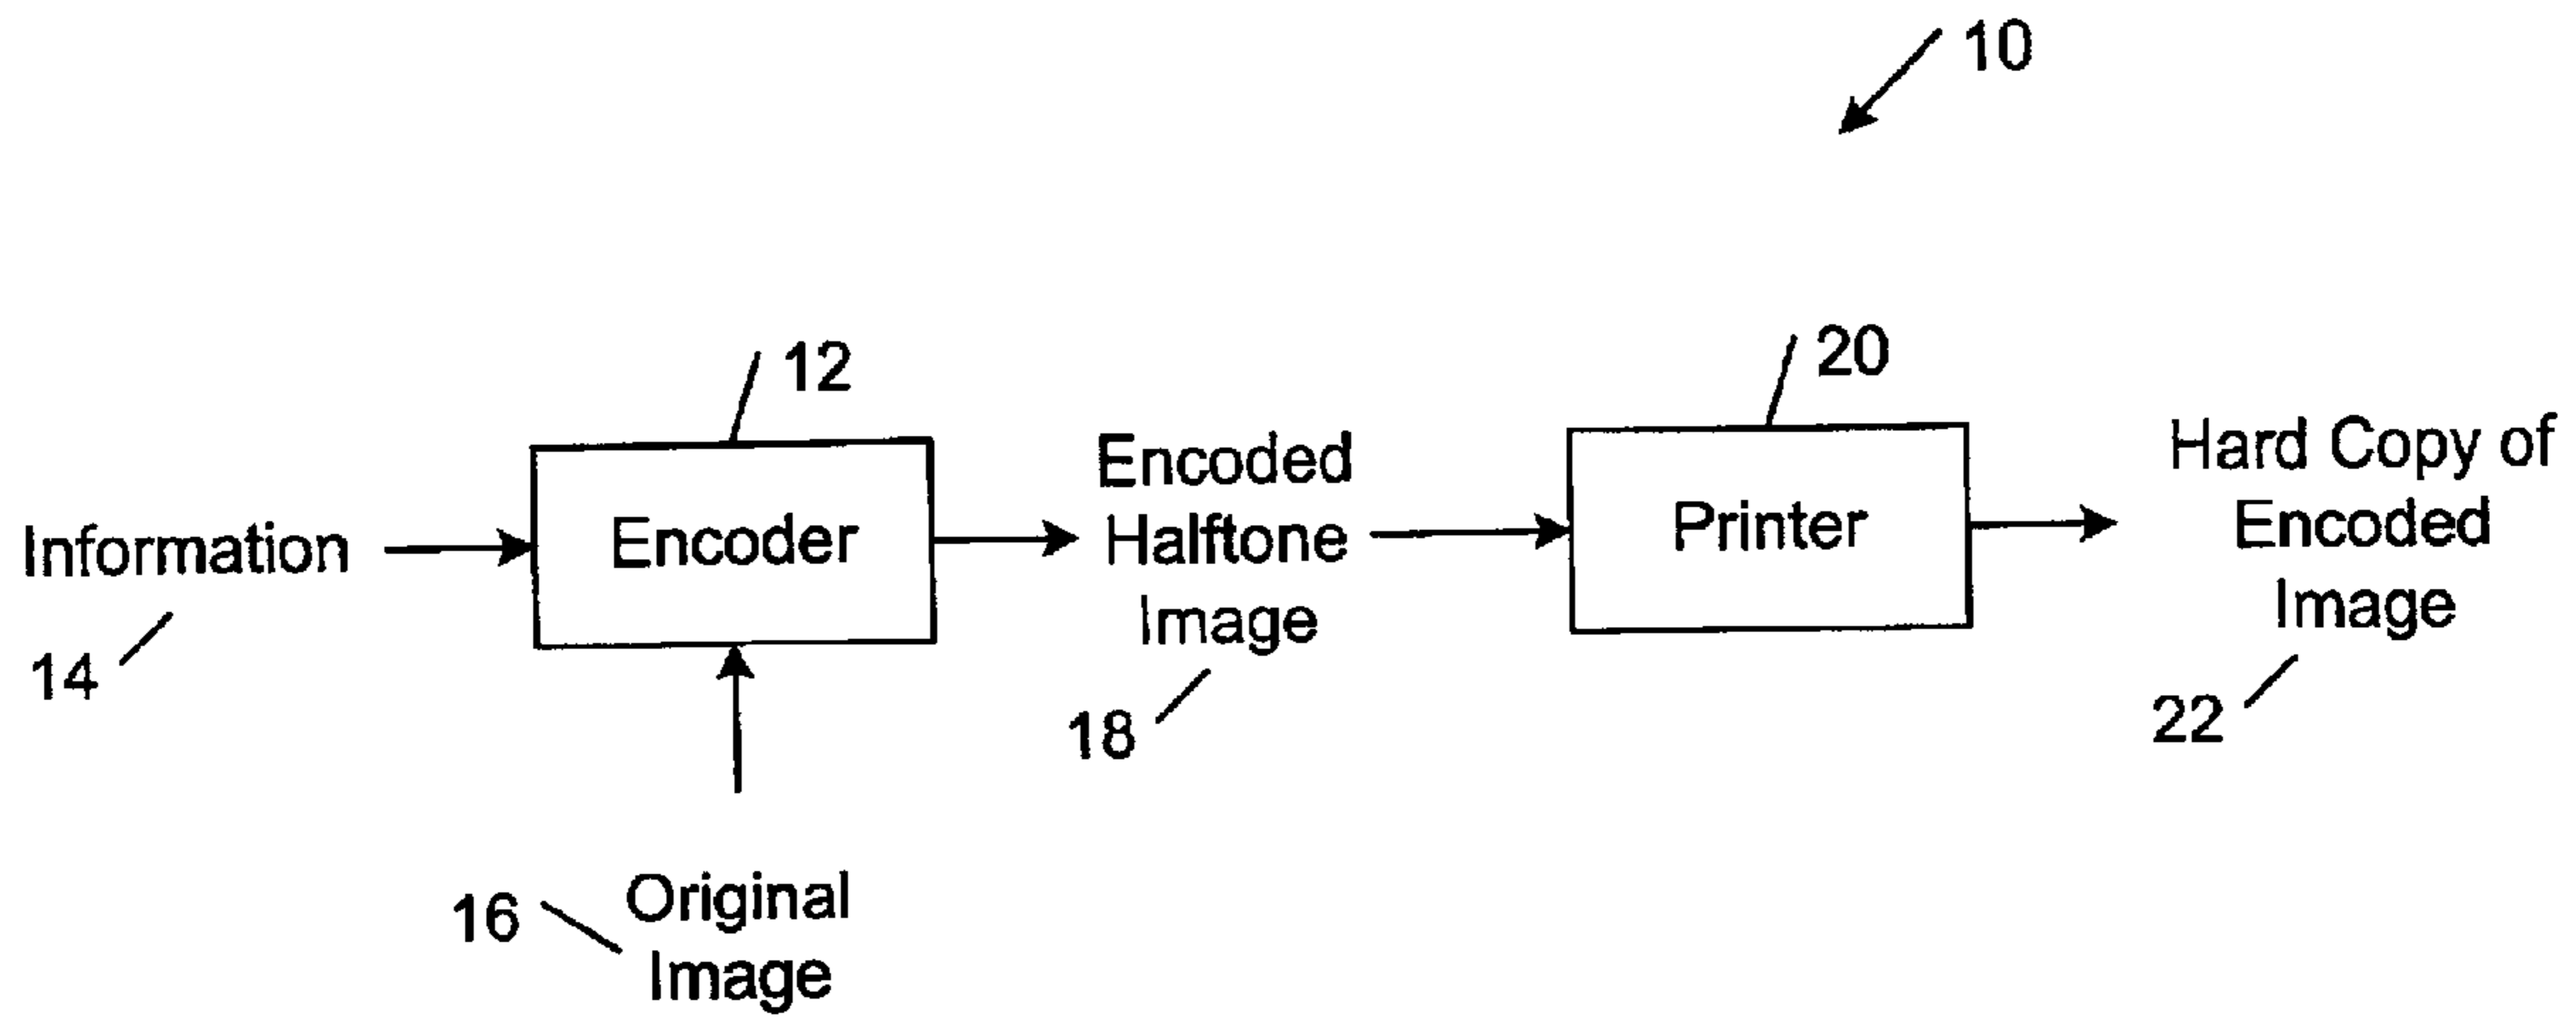 10
12
20
Information
14
Encoder
Encoded
Halftone
Image
18
Printer
Hard Copy of
Encoded
Image
22
16
Original
Image